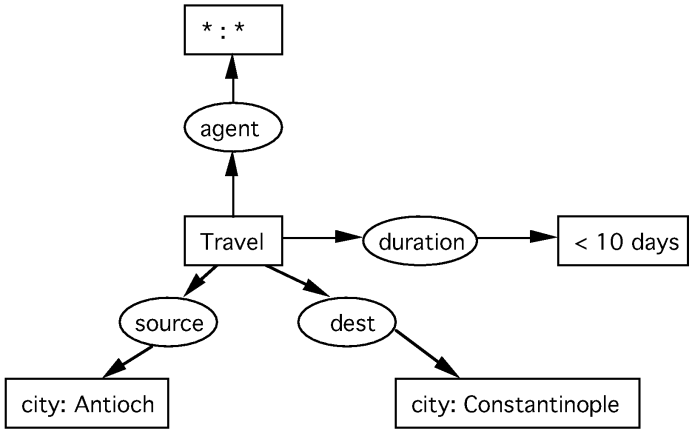 * : *
agent
Travel
duration
< 10 days
source
dest
city: Antioch
city: Constantinople